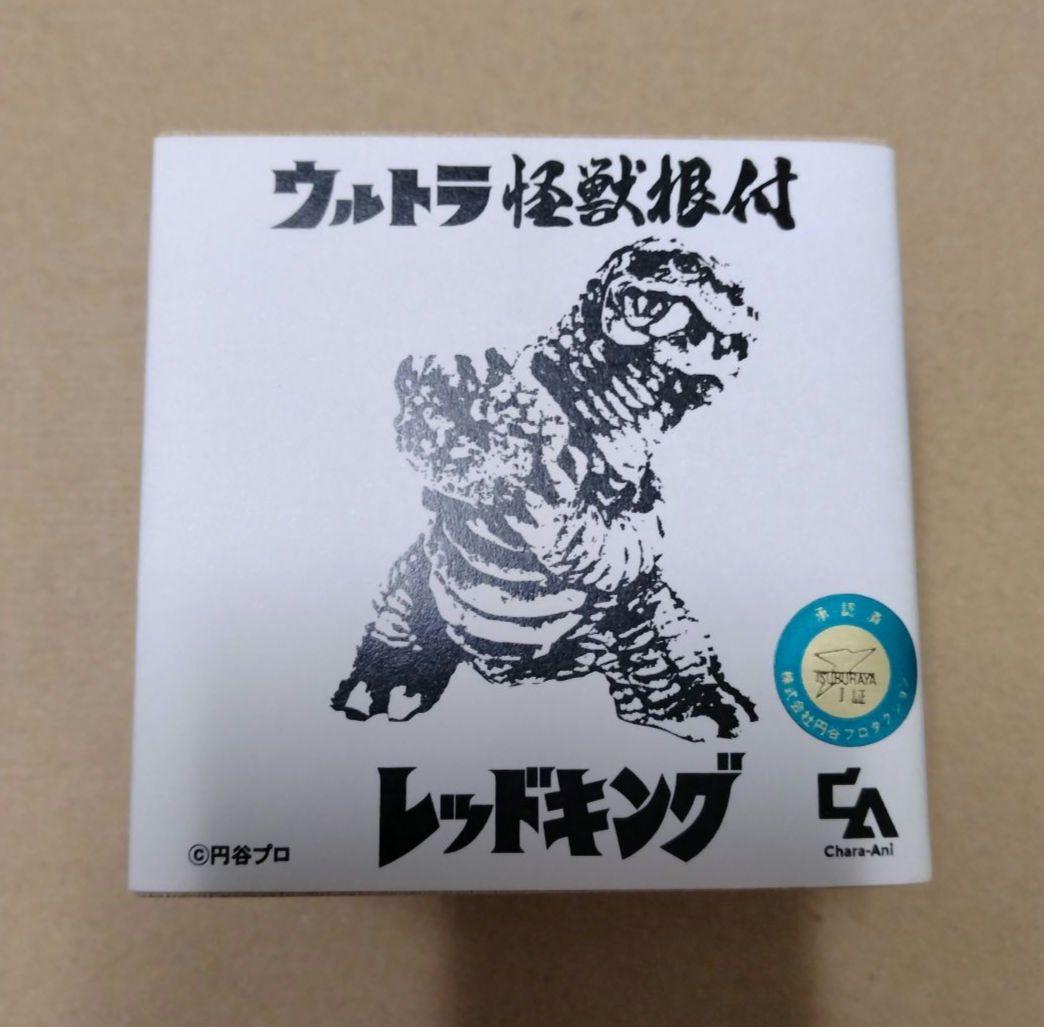 ウルトラ怪獣根付
承認済
TSUBURAYA
証
株式会社円谷プロダクション
レッドキング
CA
Chara-Ani
©円谷プロ